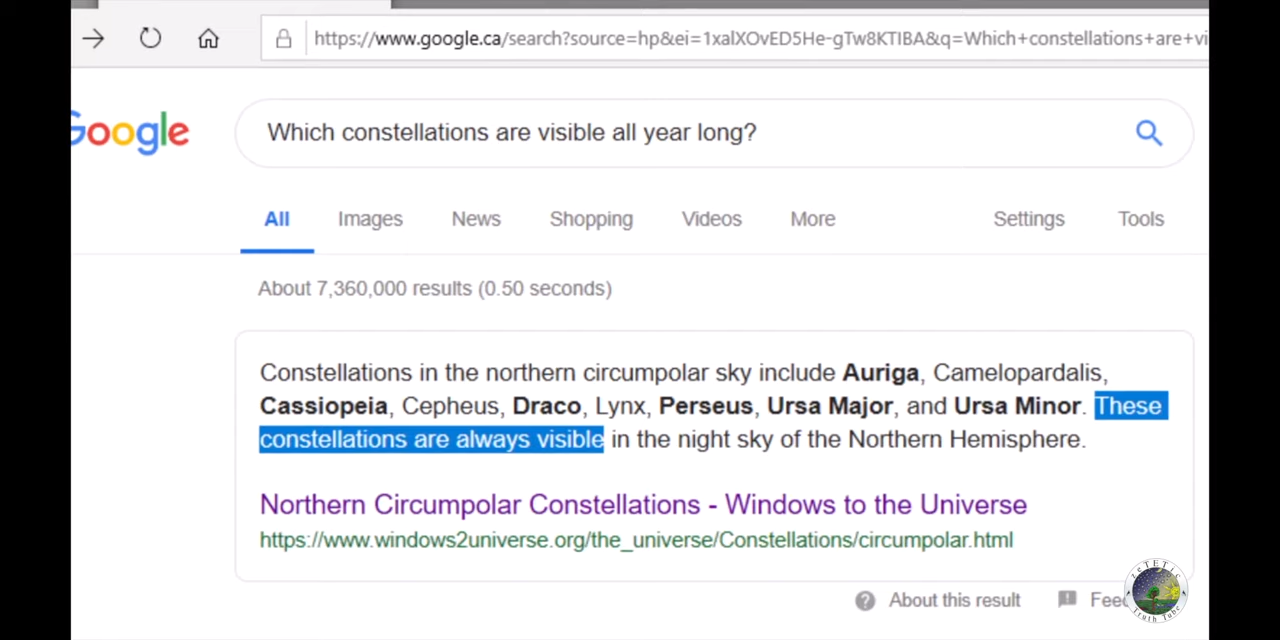 https://www.google.ca/search?source=hp&ei=1xalXOvED5He-gTw8KTIBA&q=Which+constellations+are+vi
Google
Which constellations are visible all year long?
All Images News Shopping Videos More Settings Tools
About 7,360,000 results (0.50 seconds)
Constellations in the northern circumpolar sky include Auriga, Camelopardalis,
Cassiopeia, Cepheus, Draco, Lynx, Perseus, Ursa Major, and Ursa Minor. These
constellations are always visible in the night sky of the Northern Hemisphere.
Northern Circumpolar Constellations - Windows to the Universe
https://www.windows2universe.org/the_universe/Constellations/circumpolar.html
About this result Feed
zeTETic
Truth Tube